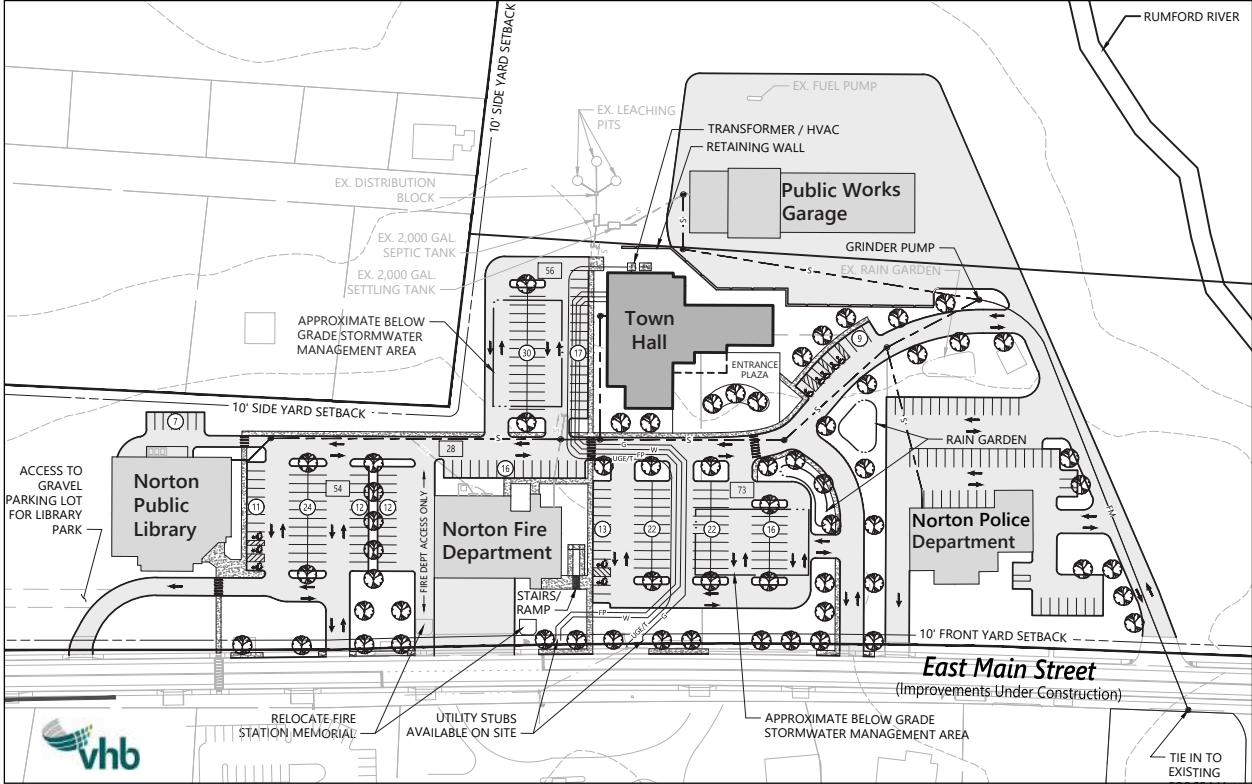 RUMFORD RIVER
10' SIDE YARD SETBACK
EX. FUEL PUMP
EX. LEACHING
PITS
TRANSFORMER / HVAC
RETAINING WALL
EX. DISTRIBUTION
BLOCK
Public Works
Garage
S
S
EX. 2,000 GAL.
SEPTIC TANK
GRINDER PUMP
S
EX. RAIN GARDEN
EX. 2,000 GAL.
SETTLING TANK
56
APPROXIMATE BELOW
GRADE STORMWATER
MANAGEMENT AREA
Town
Hall
30
17
9
ENTRANCE
PLAZA
10' SIDE YARD SETBACK
7
S
S
S
S
28
G
W
UGE/T
FP
RAIN GARDEN
16
ACCESS TO
GRAVEL
PARKING LOT
FOR LIBRARY
PARK
Norton
Public
Library
54
73
11
24
12
12
FIRE DEPT ACCESS ONLY
Norton Fire
Department
13
22
22
16
Norton Police
Department
FM
STAIRS/
RAMP
FP
W
UGE/T
G
10' FRONT YARD SETBACK
East Main Street
(Improvements Under Construction)
RELOCATE FIRE
STATION MEMORIAL
UTILITY STUBS
AVAILABLE ON SITE
APPROXIMATE BELOW GRADE
STORMWATER MANAGEMENT AREA
vhb
TIE IN TO
EXISTING